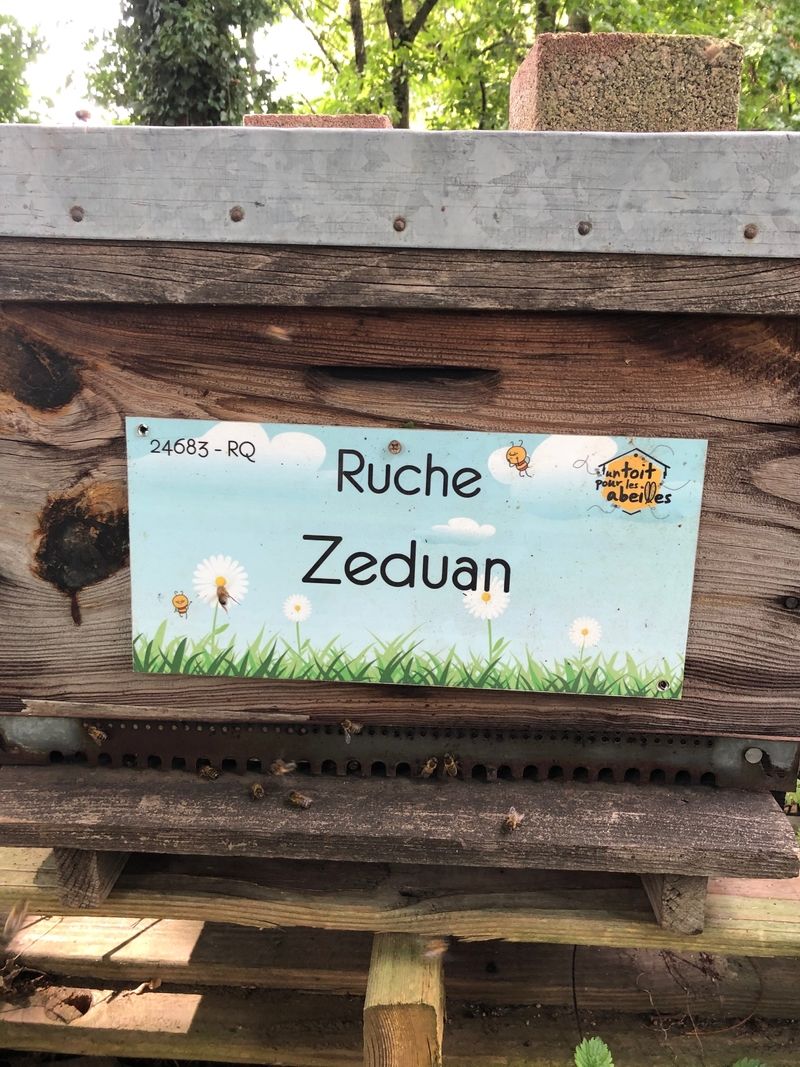 24683 - RQ
Ruche
Zeduan
un toit
pour les
abeilles